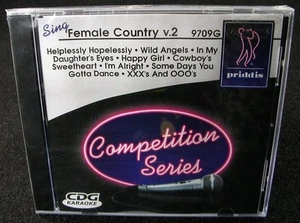 Sing Female Country v.2 9709G
Helplessly Hopelessly • Wild Angels • In My
Daughter's Eyes • Happy Girl • Cowboy's
Sweetheart • I'm Alright • Some Days You
Gotta Dance • XXX's And OOO's
priddis
Competition
Series
CDG
KARAOKE